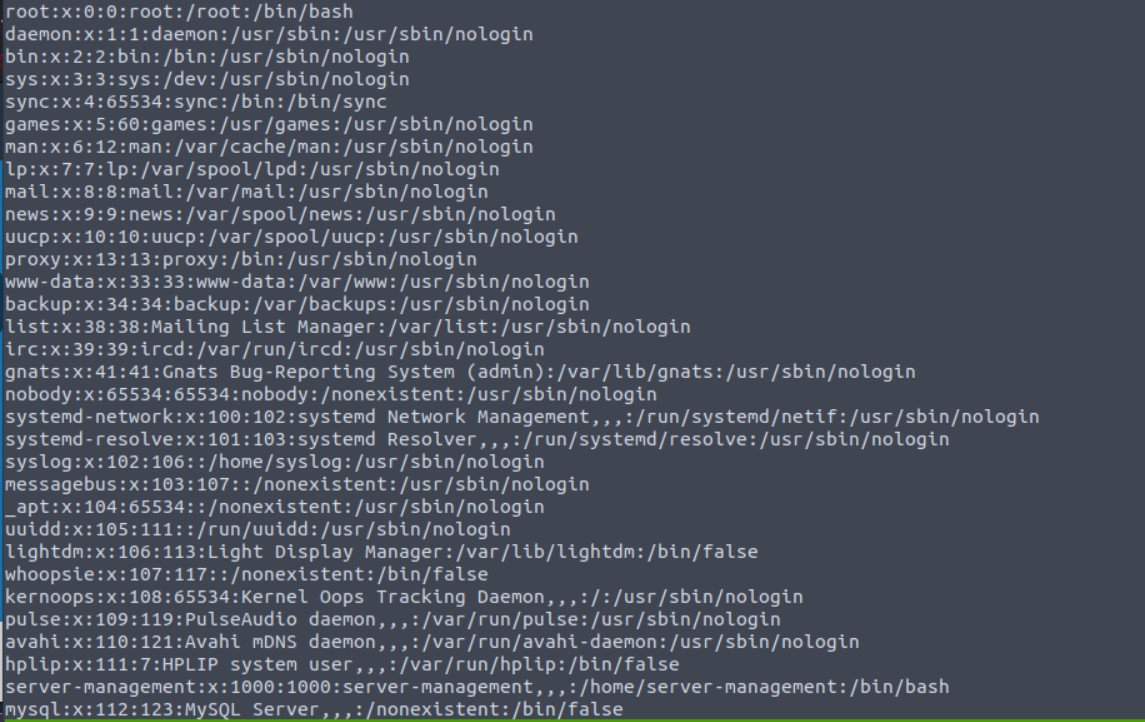 root:x:0:0:root:/root:/bin/bash
daemon:x:1:1:daemon:/usr/sbin:/usr/sbin/nologin
bin:x:2:2:bin:/bin:/usr/sbin/nologin
sys:x:3:3:sys:/dev:/usr/sbin/nologin
sync:x:4:65534:sync:/bin:/bin/sync
games:x:5:60:games:/usr/games:/usr/sbin/nologin
man:x:6:12:man:/var/cache/man:/usr/sbin/nologin
lp:x:7:7:lp:/var/spool/lpd:/usr/sbin/nologin
mail:x:8:8:mail:/var/mail:/usr/sbin/nologin
news:x:9:9:news:/var/spool/news:/usr/sbin/nologin
uucp:x:10:10:uucp:/var/spool/uucp:/usr/sbin/nologin
proxy:x:13:13:proxy:/bin:/usr/sbin/nologin
www-data:x:33:33:www-data:/var/www:/usr/sbin/nologin
backup:x:34:34:backup:/var/backups:/usr/sbin/nologin
list:x:38:38:Mailing List Manager:/var/list:/usr/sbin/nologin
irc:x:39:39:ircd:/var/run/ircd:/usr/sbin/nologin
gnats:x:41:41:Gnats Bug-Reporting System (admin):/var/lib/gnats:/usr/sbin/nologin
nobody:x:65534:65534:nobody:/nonexistent:/usr/sbin/nologin
systemd-network:x:100:102:systemd Network Management,,,:/run/systemd/netif:/usr/sbin/nologin
systemd-resolve:x:101:103:systemd Resolver,,,:/run/systemd/resolve:/usr/sbin/nologin
syslog:x:102:106::/home/syslog:/usr/sbin/nologin
messagebus:x:103:107::/nonexistent:/usr/sbin/nologin
_apt:x:104:65534::/nonexistent:/usr/sbin/nologin
uuidd:x:105:111::/run/uuidd:/usr/sbin/nologin
lightdm:x:106:113:Light Display Manager:/var/lib/lightdm:/bin/false
whoopsie:x:107:117::/nonexistent:/bin/false
kernoops:x:108:65534:Kernel Oops Tracking Daemon,,,:/:/usr/sbin/nologin
pulse:x:109:119:PulseAudio daemon,,,:/var/run/pulse:/usr/sbin/nologin
avahi:x:110:121:Avahi mDNS daemon,,,:/var/run/avahi-daemon:/usr/sbin/nologin
hplip:x:111:7:HPLIP system user,,,:/var/run/hplip:/bin/false
server-management:x:1000:1000:server-management,,,:/home/server-management:/bin/bash
mysql:x:112:123:MySQL Server,,,:/nonexistent:/bin/false